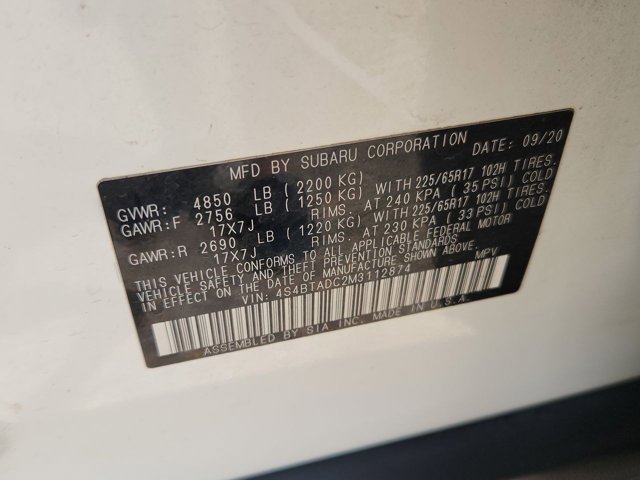 MFD BY SUBARU CORPORATION DATE: 09/20
GVWR: 4850 LB (2200 KG)
GAWR:F 2756 LB (1250 KG) WITH 225/65R17 102H TIRES.
17X7J RIMS. AT 240 KPA (35 PSI) COLD
GAWR:R 2690 LB (1220 KG) WITH 225/65R17 102H TIRES.
17X7J RIMS. AT 230 KPA (33 PSI) COLD
THIS VEHICLE CONFORMS TO ALL APPLICABLE FEDERAL MOTOR
VEHICLE SAFETY AND THEFT PREVENTION STANDARDS
IN EFFECT ON THE DATE OF MANUFACTURE SHOWN ABOVE.
VIN: 4S4BTADC2M3112874 MPV
ASSEMBLED BY SIA INC. MADE IN U.S.A.